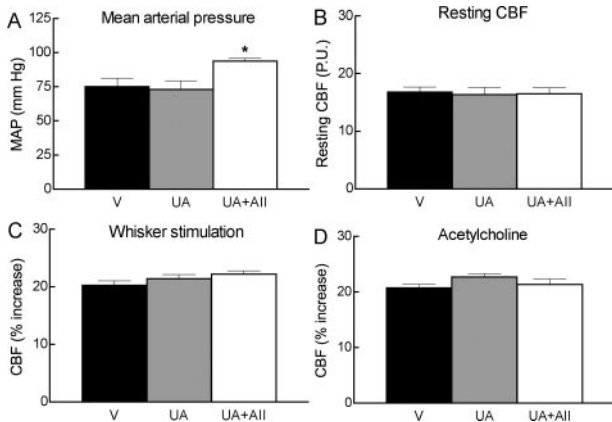 A Mean arterial pressure
MAP (mm Hg)
125
100
75
50
25
0
*
V UA UA+AII
B Resting CBF
Resting CBF (P.U.)
30
20
10
0
V UA UA+AII
C Whisker stimulation
CBF (% increase)
30
20
10
0
V UA UA+AII
D Acetylcholine
CBF (% increase)
30
20
10
0
V UA UA+AII